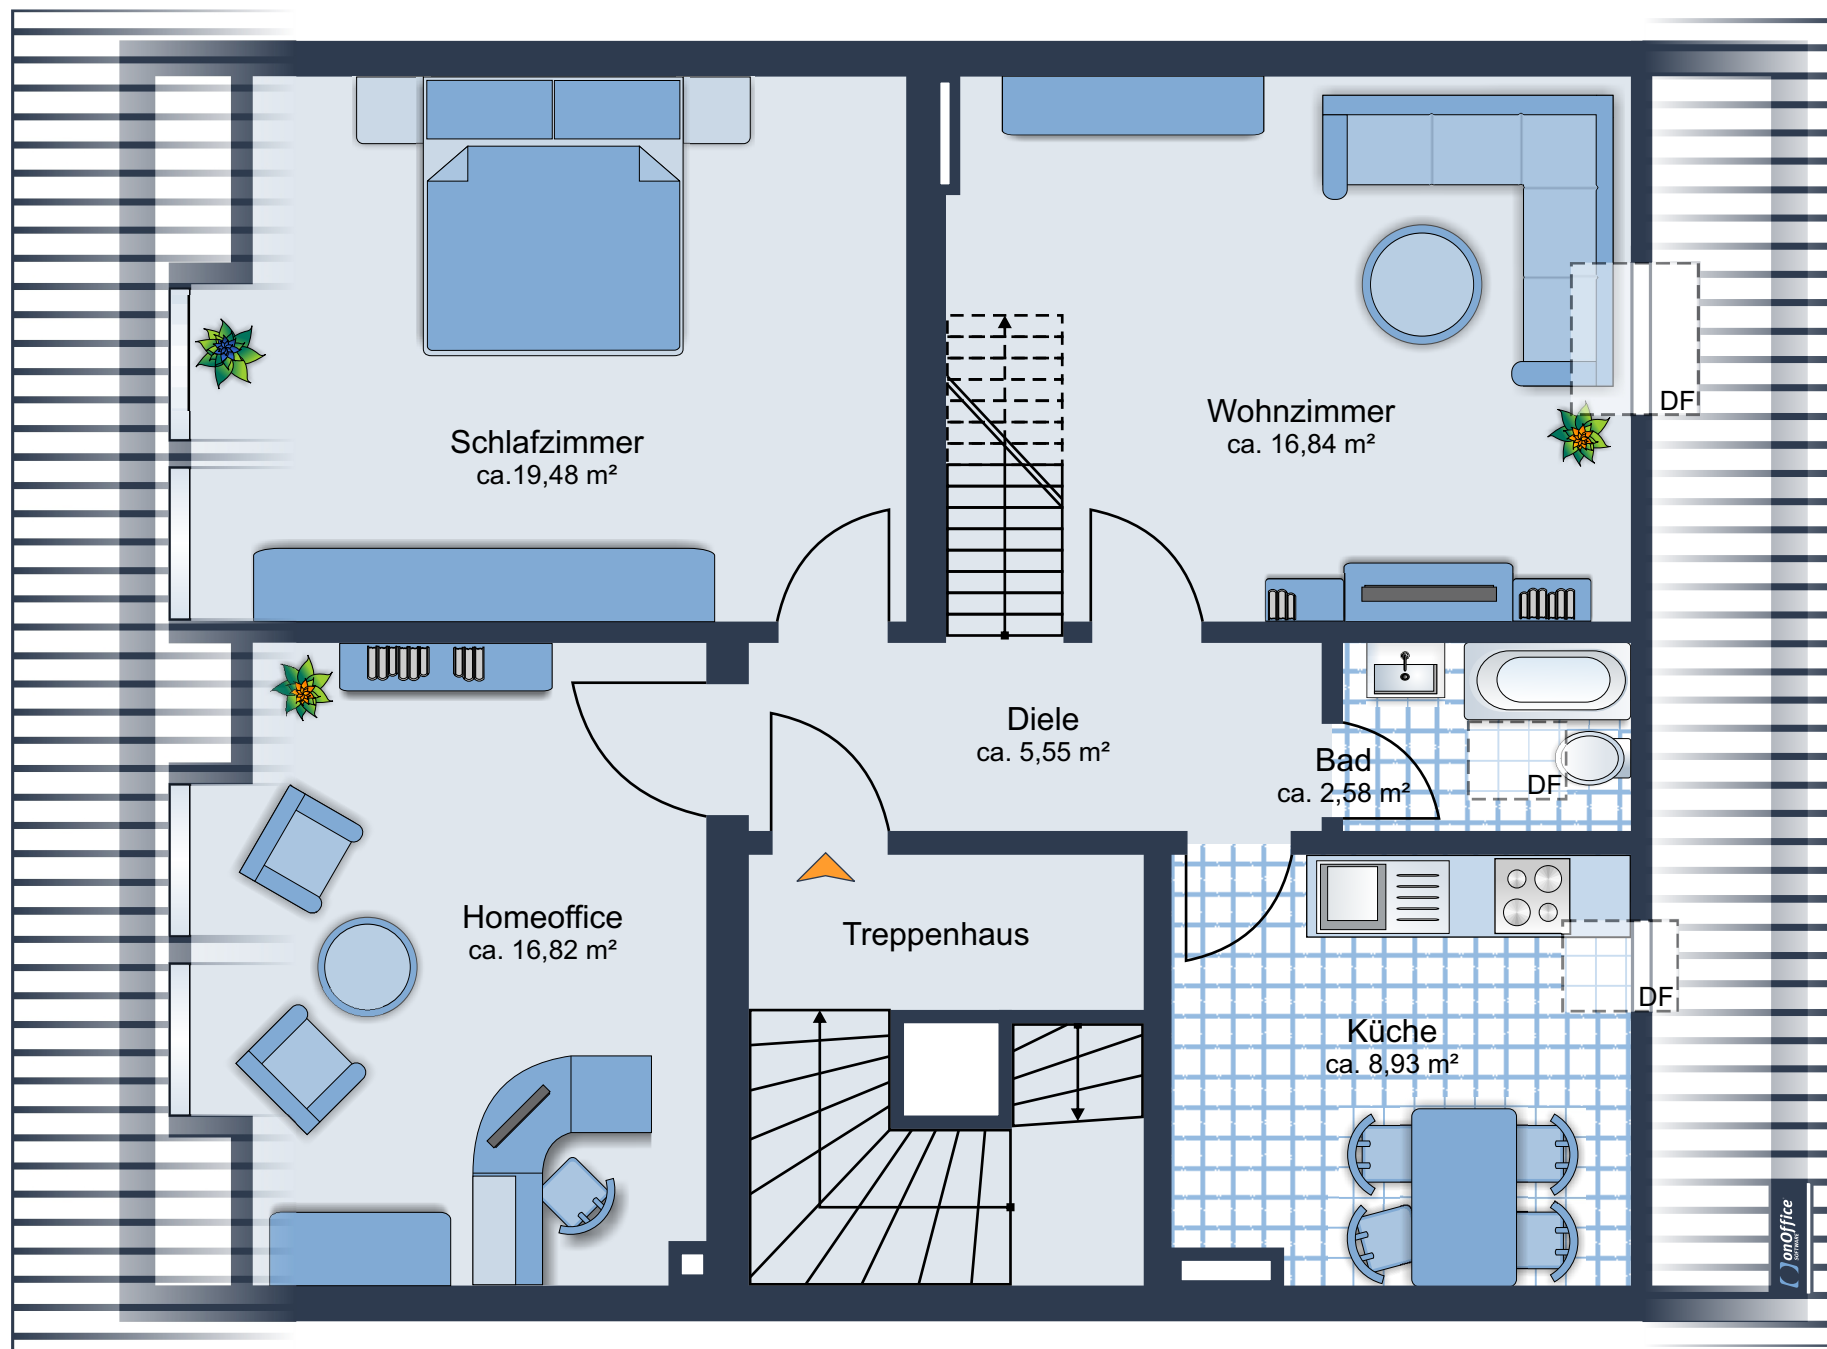 Schlafzimmer
ca.19,48 m²
Wohnzimmer
ca. 16,84 m²
DF
Diele
ca. 5,55 m²
Bad
ca. 2,58 m²
DF
Homeoffice
ca. 16,82 m²
Treppenhaus
DF
Küche
ca. 8,93 m²
onOffice
SOFTWARE